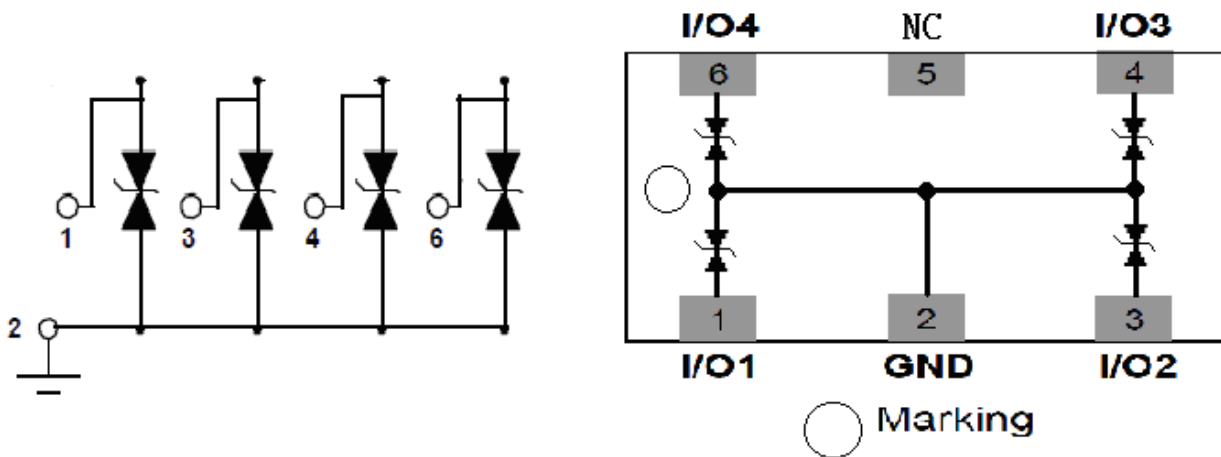 1 3 4 6
2
I/O4 NC I/O3
6 5 4
1 2 3
I/O1 GND I/O2
Marking